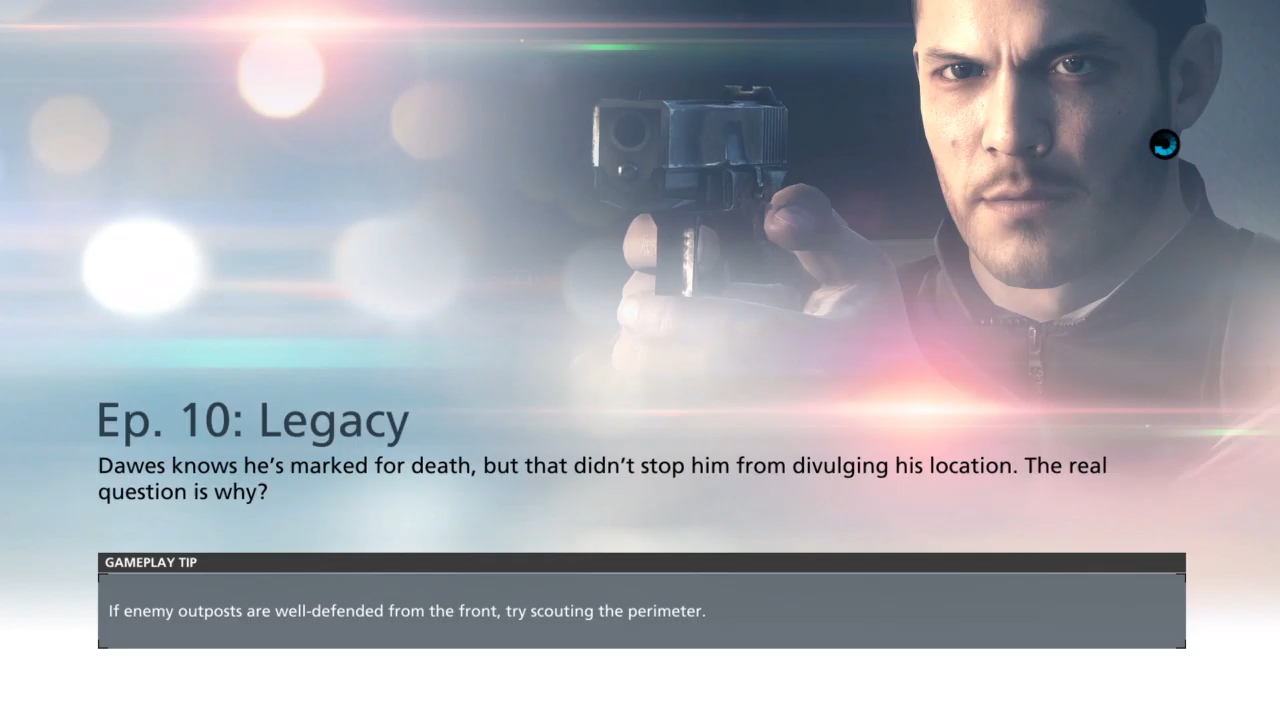 Ep. 10: Legacy
Dawes knows he’s marked for death, but that didn’t stop him from divulging his location. The real
question is why?
GAMEPLAY TIP
If enemy outposts are well-defended from the front, try scouting the perimeter.